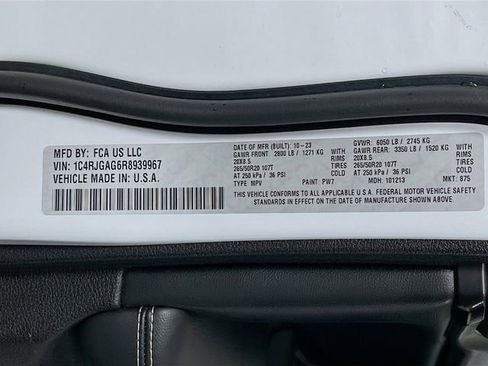 MFD BY: FCA US LLC
VIN: 1C4RJGAG6R8939967
VEHICLE MADE IN: U.S.A.
DATE OF MFR (BUILT): 10-23
GAWR FRONT: 2800 LB / 1271 KG
20X8.5 RIMS
265/50R20 107T TIRES
AT 250 kPa / 36 PSI COLD
TYPE MPV PAINT PW7
GVWR: 6050 LB / 2745 KG
GAWR REAR: 3350 LB / 1520 KG
20X8.5 RIMS
265/50R20 107T TIRES
AT 250 kPa / 36 PSI COLD
MDH: 101213 MKT: 875
THIS VEHICLE CONFORMS TO ALL APPLICABLE U.S.A. FEDERAL MOTOR VEHICLE SAFETY
STANDARDS IN EFFECT ON THE DATE OF MANUFACTURE SHOWN ABOVE.